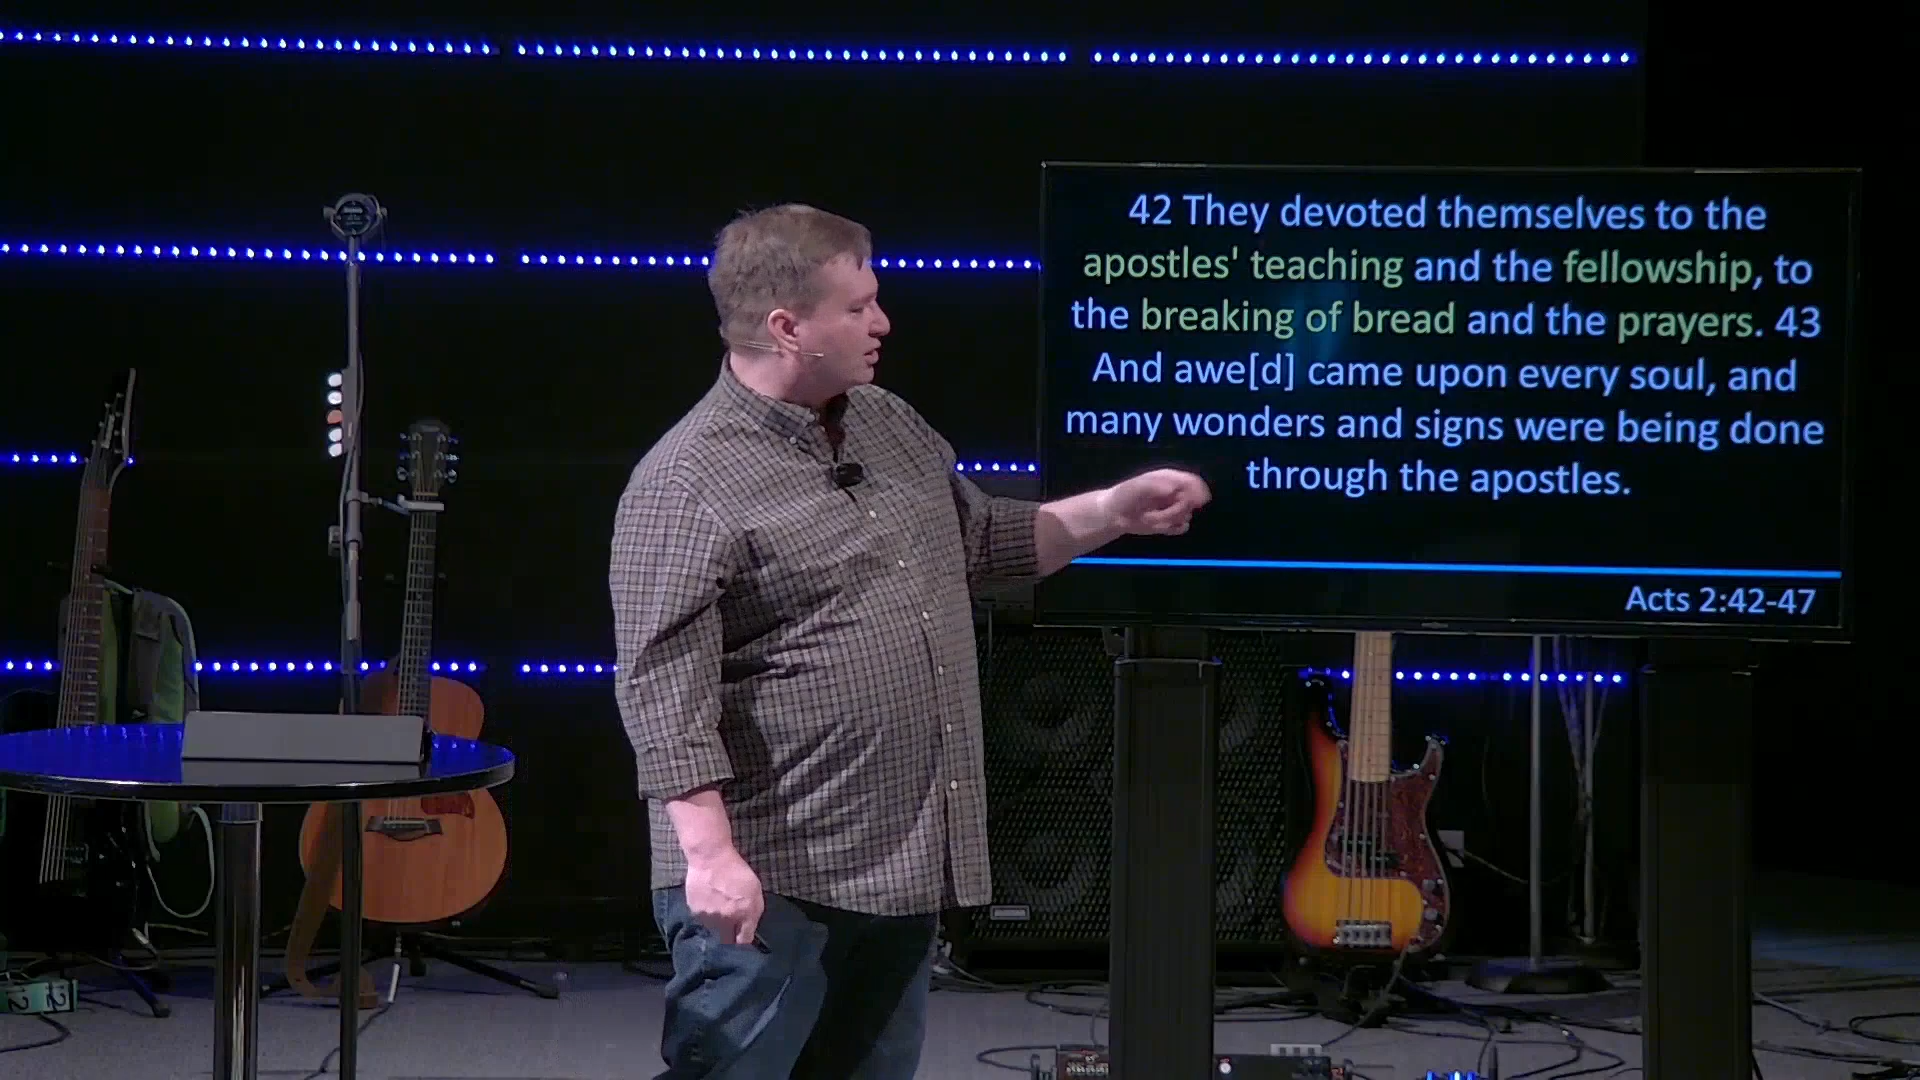 42 They devoted themselves to the
apostles' teaching and the fellowship, to
the breaking of bread and the prayers. 43
And awe[d] came upon every soul, and
many wonders and signs were being done
through the apostles.
Acts 2:42-47
12
12